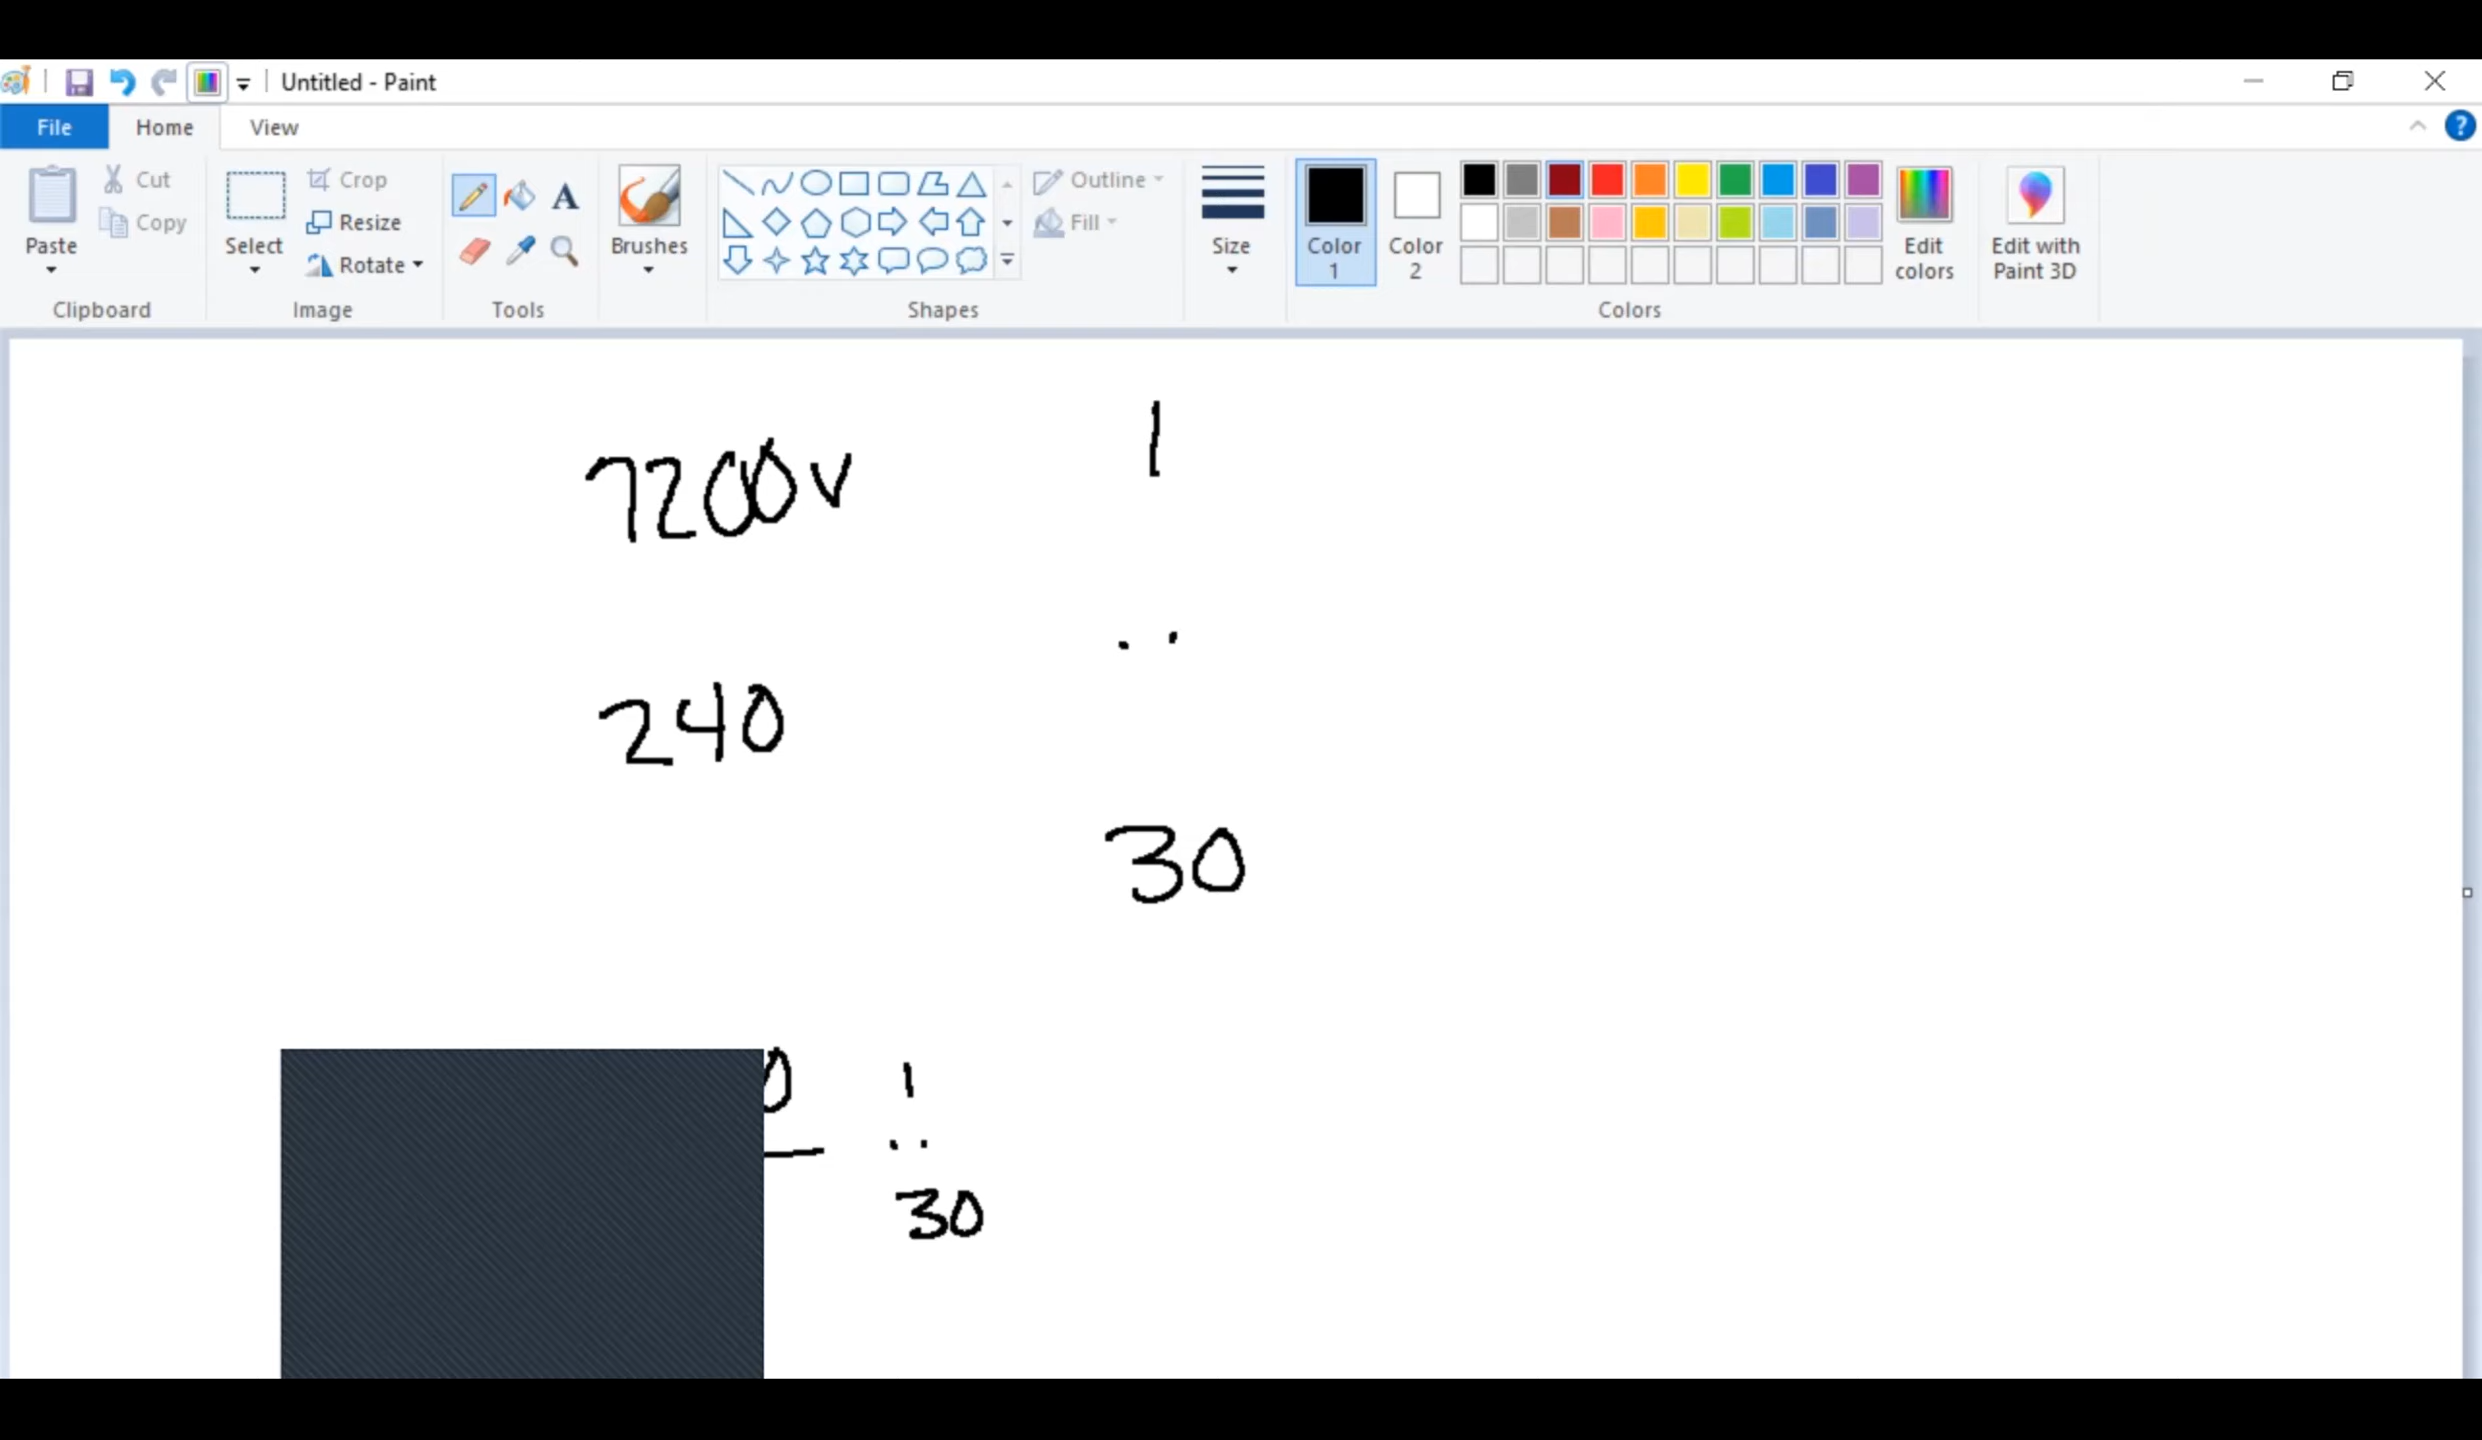 Untitled - Paint
File Home View
Paste
Cut
Copy
Clipboard
Select
Crop
Resize
Rotate
Image
A
Tools
Brushes
Shapes
Outline
Fill
Size
Color 1
Color 2
Colors
Edit colors
Edit with Paint 3D
?
7200v
1
..
240
30
0
1
..
30